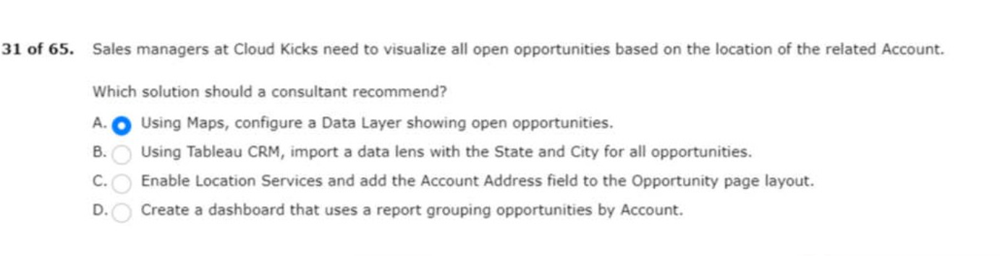 31 of 65. Sales managers at Cloud Kicks need to visualize all open opportunities based on the location of the related Account.
Which solution should a consultant recommend?
A. Using Maps, configure a Data Layer showing open opportunities.
B. Using Tableau CRM, import a data lens with the State and City for all opportunities.
C. Enable Location Services and add the Account Address field to the Opportunity page layout.
D. Create a dashboard that uses a report grouping opportunities by Account.